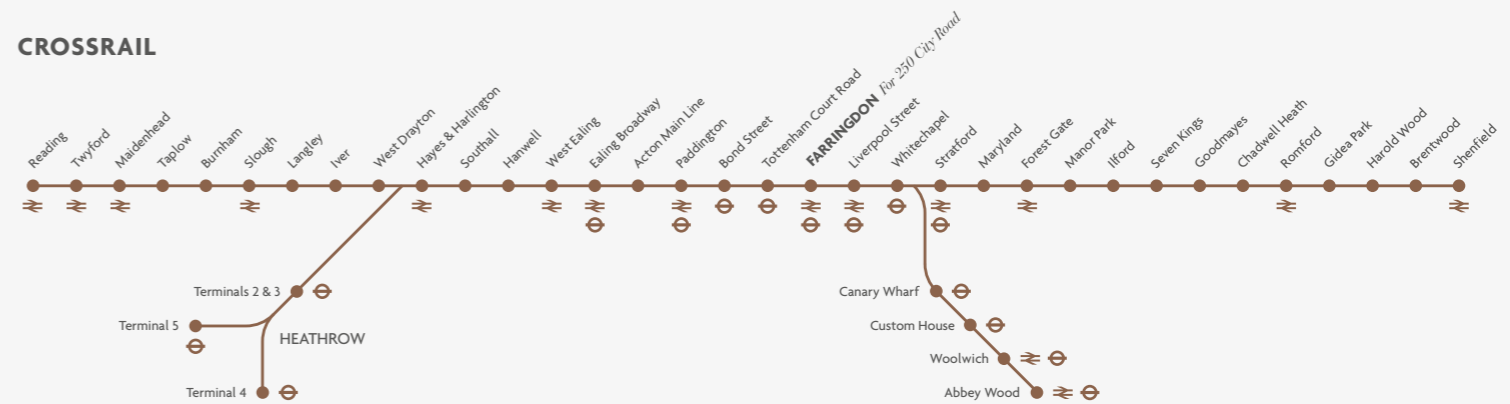 CROSSRAIL
Reading
Twyford
Maidenhead
Taplow
Burnham
Slough
Langley
Iver
West Drayton
Hayes & Harlington
Southall
Hanwell
West Ealing
Ealing Broadway
Acton Main Line
Paddington
Bond Street
Tottenham Court Road
FARRINGDON For 250 City Road
Liverpool Street
Whitechapel
Stratford
Maryland
Forest Gate
Manor Park
Ilford
Seven Kings
Goodmayes
Chadwell Heath
Romford
Gidea Park
Harold Wood
Brentwood
Shenfield
Terminals 2 & 3
Terminal 5
HEATHROW
Terminal 4
Canary Wharf
Custom House
Woolwich
Abbey Wood